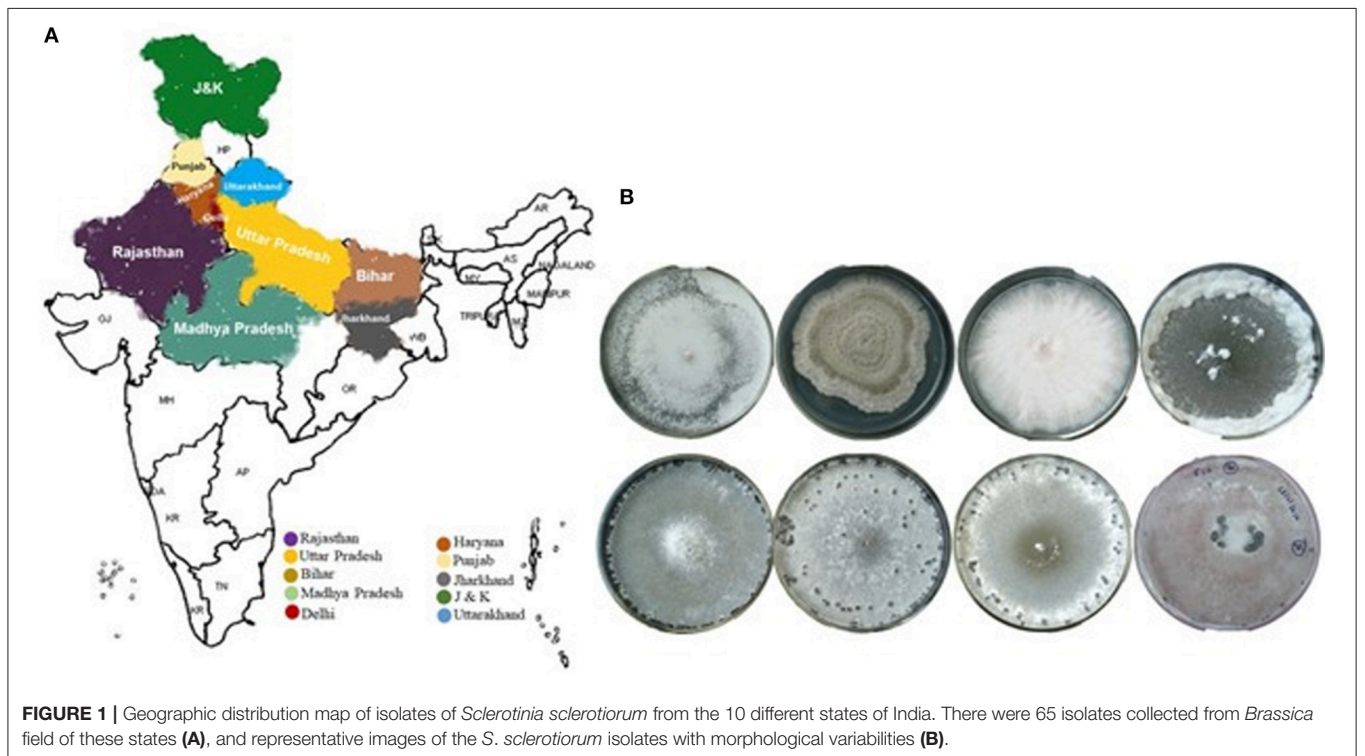 A
J&K
HP
Punjab
Haryana
Uttarakhand
Delhi
Rajasthan
Uttar Pradesh
Bihar
Jharkhand
Madhya Pradesh
GJ
WB
AR
AS
NAGALAND
MANIPUR
TRIPURA
MZ
MH
OR
AP
KR
TN
KR
Rajasthan
Uttar Pradesh
Bihar
Madhya Pradesh
Delhi
Haryana
Punjab
Jharkhand
J & K
Uttarakhand
B
FIGURE 1 | Geographic distribution map of isolates of Sclerotinia sclerotiorum from the 10 different states of India. There were 65 isolates collected from Brassica
field of these states (A), and representative images of the S. sclerotiorum isolates with morphological variabilities (B).